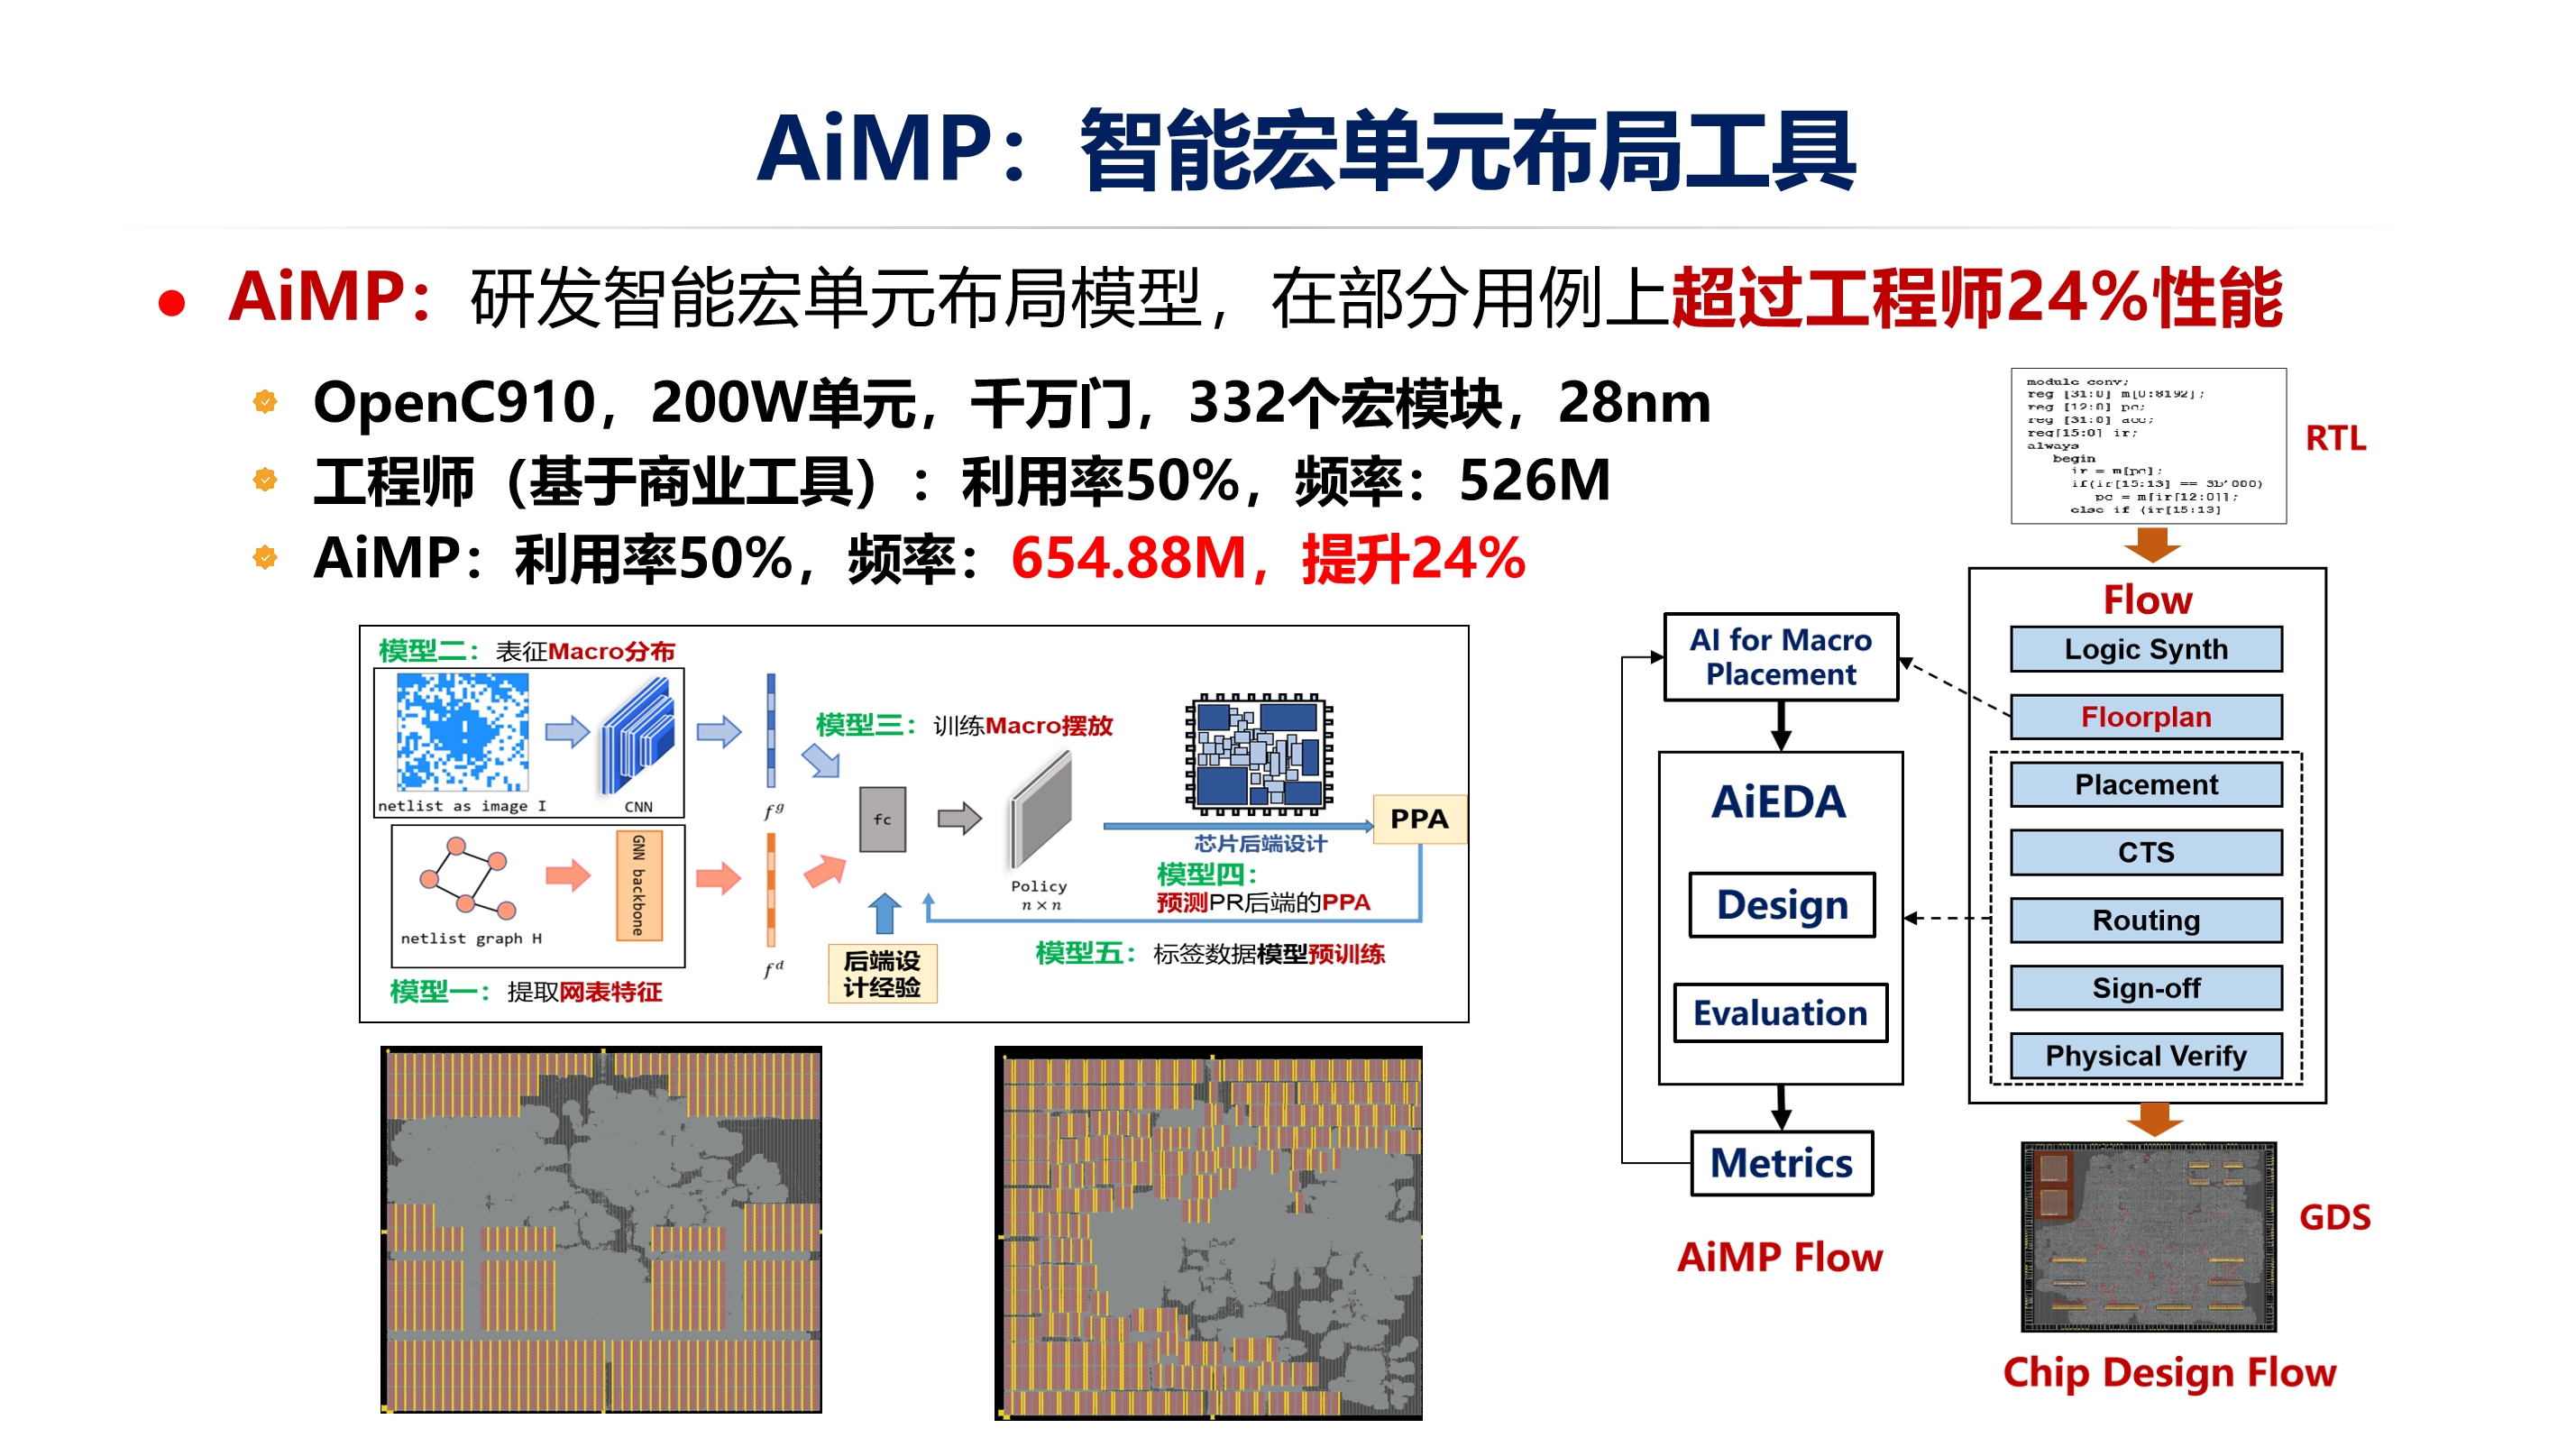 AiMP：智能宏单元布局工具
AiMP：研发智能宏单元布局模型，在部分用例上超过工程师24%性能
OpenC910，200W单元，千万门，332个宏模块，28nm
工程师（基于商业工具）：利用率50%，频率：526M
AiMP：利用率50%，频率：654.88M，提升24%
模型二：表征Macro分布
netlist as image I
CNN
f^g
模型三：训练Macro摆放
fc
Policy
n × n
芯片后端设计
PPA
模型四：
预测PR后端的PPA
模型五：标签数据模型预训练
netlist graph H
GNN backbone
f^d
后端设
计经验
模型一：提取网表特征
AI for Macro
Placement
AiEDA
Design
Evaluation
Metrics
AiMP Flow
module conv;
reg [31:0] m[0:8192];
reg [12:0] pc;
reg [31:0] acc;
reg[15:0] ir;
always
begin
ir = m[pc];
if(ir[15:13] == 3b'000)
pc = m[ir[12:0]];
else if (ir[15:13]
RTL
Flow
Logic Synth
Floorplan
Placement
CTS
Routing
Sign-off
Physical Verify
GDS
Chip Design Flow